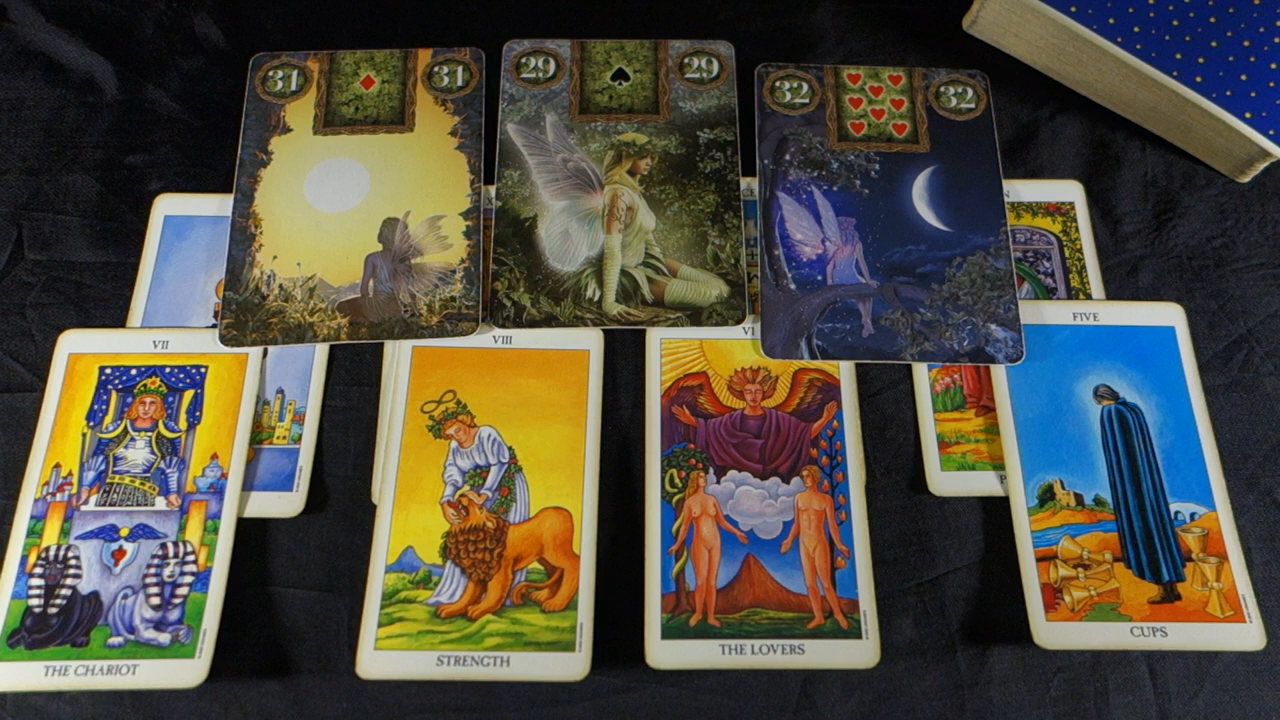 31 31
29 29
32 32
VII
THE CHARIOT
VIII
STRENGTH
VI
THE LOVERS
FIVE
CUPS